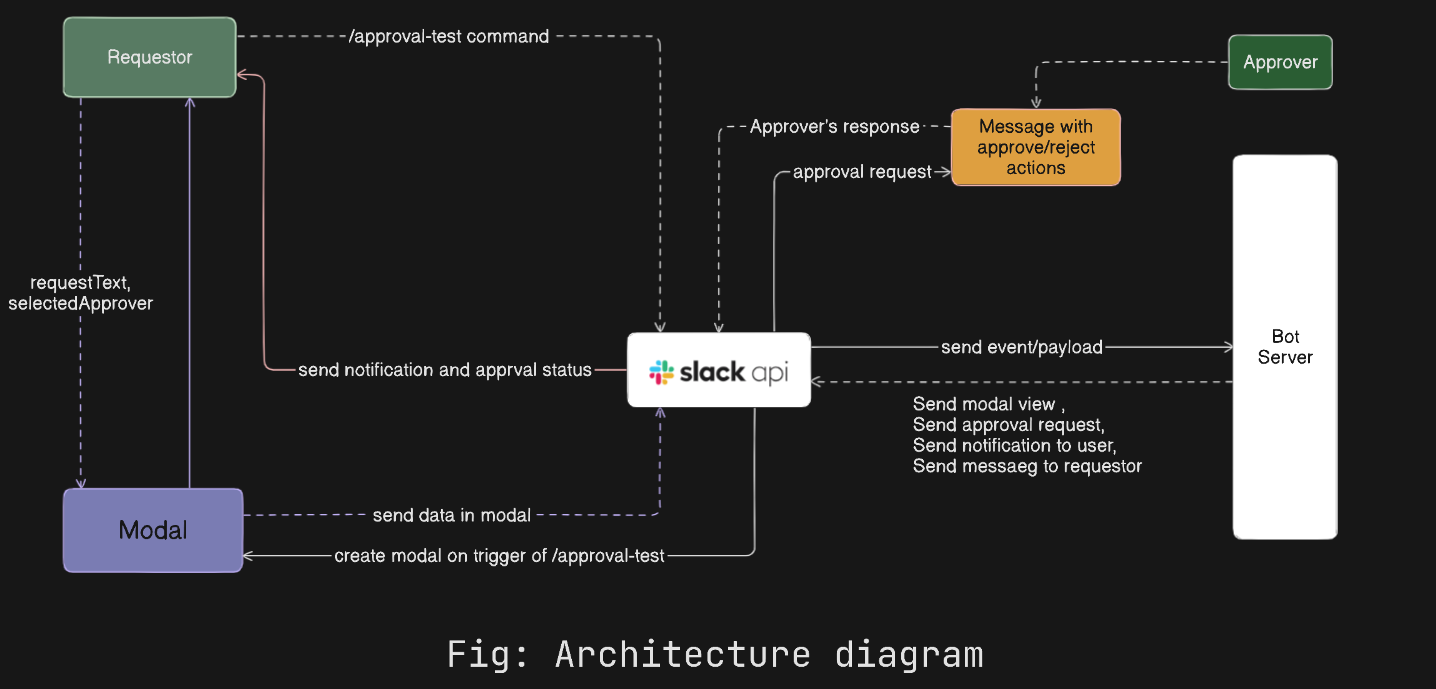 Requestor
/approval-test command
Approver
Message with
approve/reject
actions
Approver's response
approval request
requestText,
selectedApprover
Bot
Server
send event/payload
send notification and apprval status
slack api
Send modal view ,
Send approval request,
Send notification to user,
Send messaeg to requestor
Modal
send data in modal
create modal on trigger of /approval-test
Fig: Architecture diagram